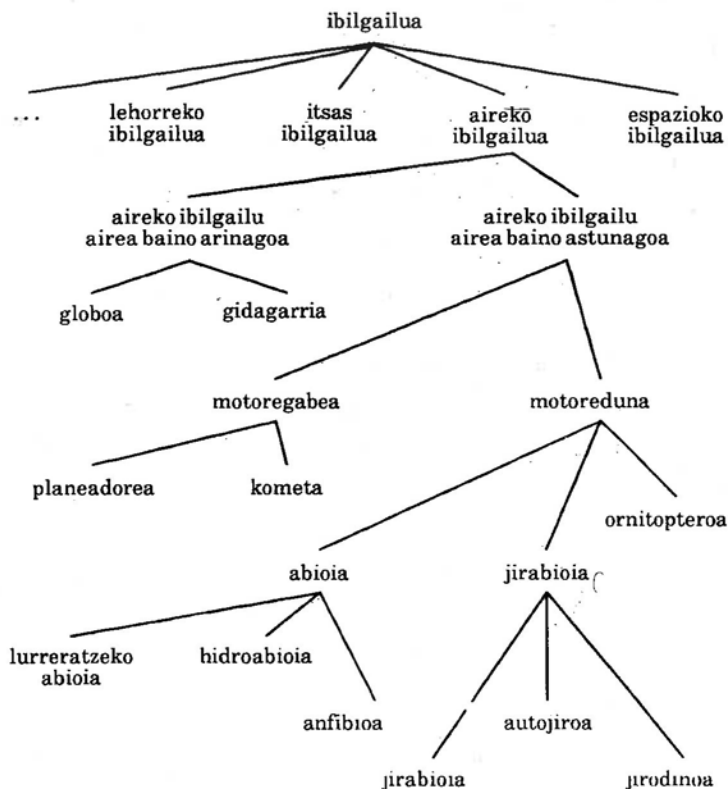 ibilgailua
... lehorreko itsas aireko espazioko
ibilgailua ibilgailua ibilgailua ibilgailua
aireko ibilgailu aireko ibilgailu
airea baino arinagoa airea baino astunagoa
globoa gidagarria
motoregabea motoreduna
planeadorea kometa
ornitopteroa
abioia jirabioia
lurreratzeko hidroabioia
abioia
anfibioa autojiroa
jirabioia jirodinoa